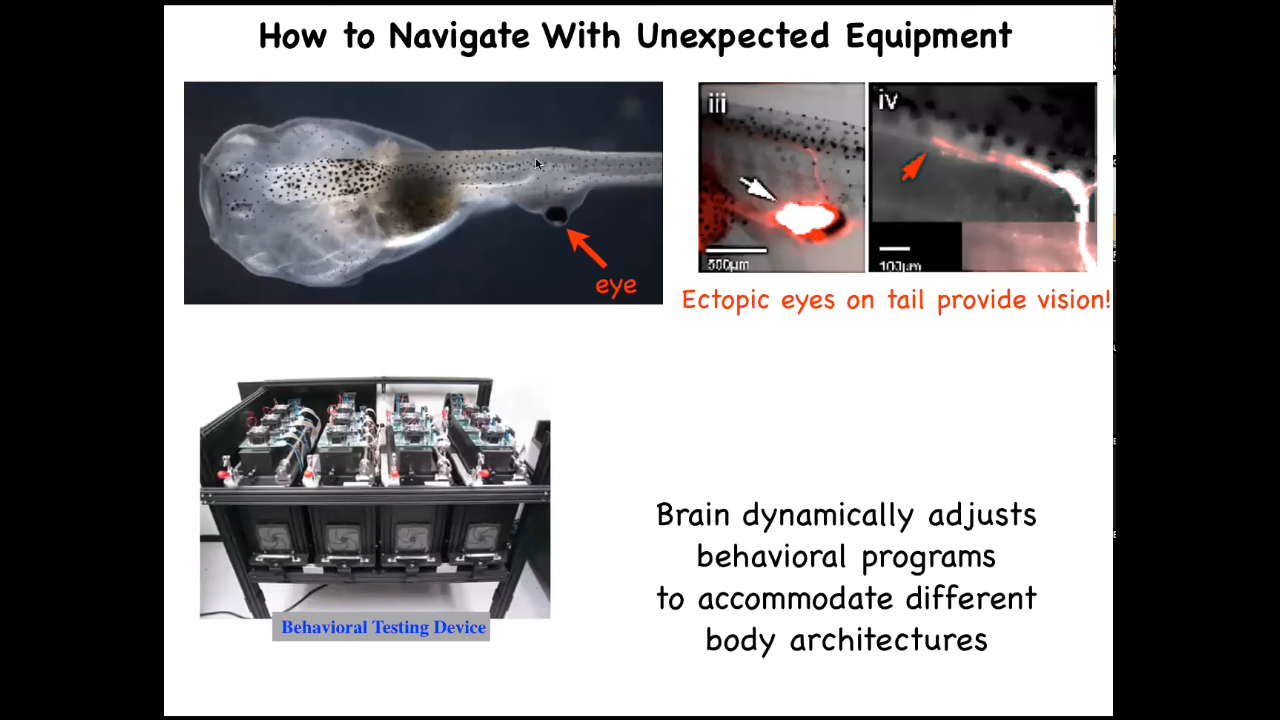 How to Navigate With Unexpected Equipment
iii
iv
eye
500µm
100µm
Ectopic eyes on tail provide vision!
Brain dynamically adjusts
behavioral programs
to accommodate different
body architectures
Behavioral Testing Device